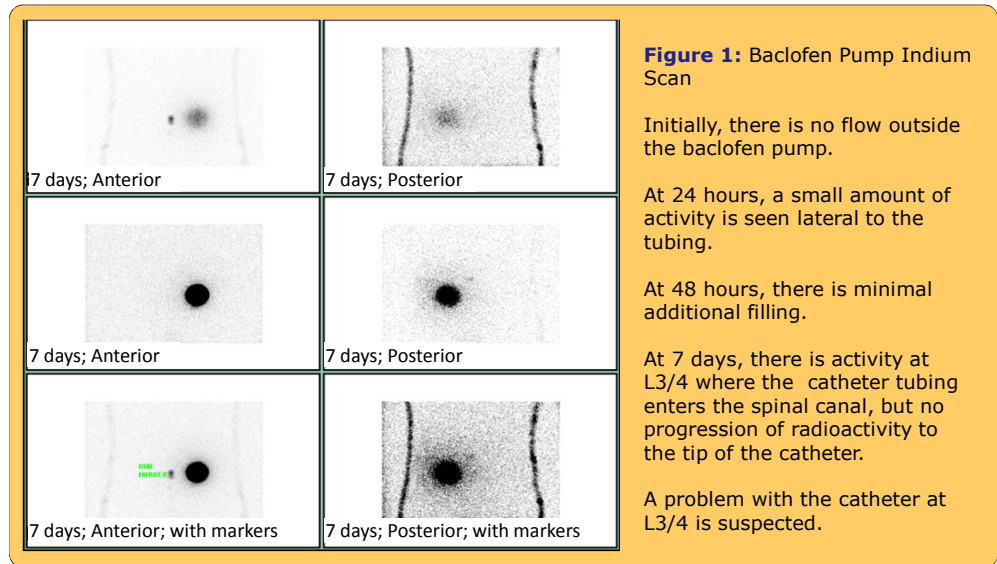 I7 days; Anterior
7 days; Posterior
7 days; Anterior
7 days; Posterior
UMB
MARKER
7 days; Anterior; with markers
7 days; Posterior; with markers
Figure 1: Baclofen Pump Indium
Scan
Initially, there is no flow outside
the baclofen pump.
At 24 hours, a small amount of
activity is seen lateral to the
tubing.
At 48 hours, there is minimal
additional filling.
At 7 days, there is activity at
L3/4 where the catheter tubing
enters the spinal canal, but no
progression of radioactivity to
the tip of the catheter.
A problem with the catheter at
L3/4 is suspected.